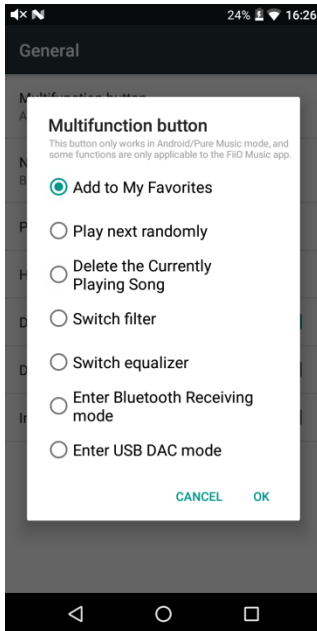 24% 16:26
General
Multifunction button
Multifunction button
This button only works in Android/Pure Music mode, and
some functions are only applicable to the FiiO Music app.
Add to My Favorites
Play next randomly
Delete the Currently
Playing Song
Switch filter
Switch equalizer
Enter Bluetooth Receiving
mode
Enter USB DAC mode
CANCEL OK